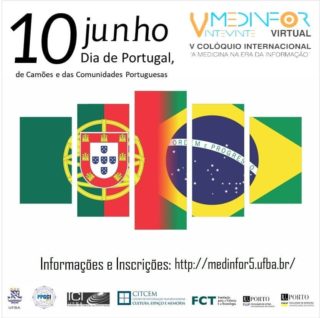 10 junho
Dia de Portugal,
de Camões e das Comunidades Portuguesas
V MEDINFOR
VINTEVINTE VIRTUAL
V COLÓQUIO INTERNACIONAL
"A MEDICINA NA ERA DA INFORMAÇÃO"
ORDEM E PROGRESSO
Informações e Inscrições: http://medinfor5.ufba.br/
UFBA
PPGCI
ICI
CITCEM
CULTURA, ESPAÇO E MEMÓRIA
FCT
U.PORTO
U.PORTO